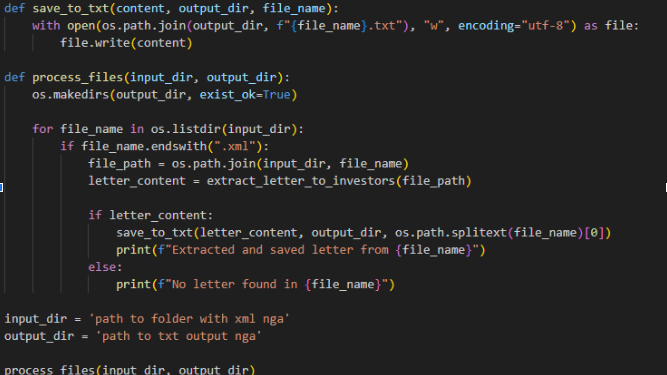 def save_to_txt(content, output_dir, file_name):
    with open(os.path.join(output_dir, f"{file_name}.txt"), "w", encoding="utf-8") as file:
        file.write(content)

def process_files(input_dir, output_dir):
    os.makedirs(output_dir, exist_ok=True)

    for file_name in os.listdir(input_dir):
        if file_name.endswith(".xml"):
            file_path = os.path.join(input_dir, file_name)
            letter_content = extract_letter_to_investors(file_path)

            if letter_content:
                save_to_txt(letter_content, output_dir, os.path.splitext(file_name)[0])
                print(f"Extracted and saved letter from {file_name}")
            else:
                print(f"No letter found in {file_name}")

input_dir = 'path to folder with xml nga'
output_dir = 'path to txt output nga'

process_files(input_dir, output_dir)